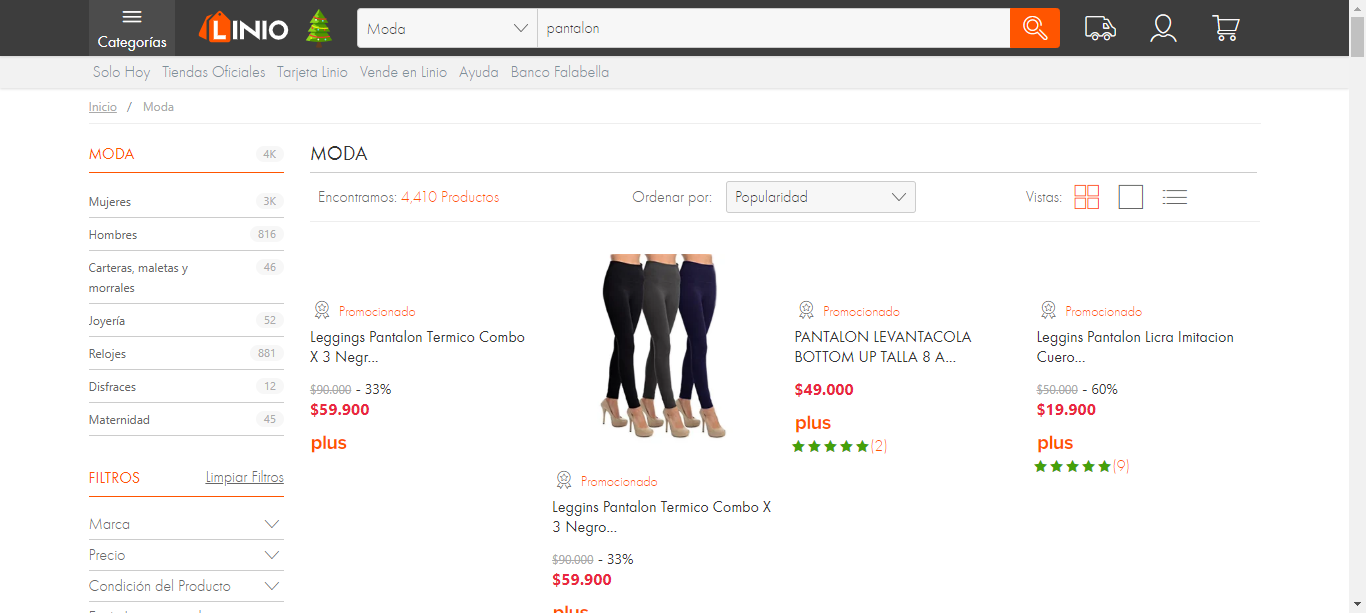 Categorías
LINIO
Moda
pantalon
Solo Hoy
Tiendas Oficiales
Tarjeta Linio
Vende en Linio
Ayuda
Banco Falabella
Inicio / Moda
MODA 4K
Mujeres 3K
Hombres 816
Carteras, maletas y 46
morrales
Joyería 52
Relojes 881
Disfraces 12
Maternidad 45
FILTROS Limpiar Filtros
Marca
Precio
Condición del Producto
MODA
Encontramos: 4,410 Productos
Ordenar por: Popularidad
Vistas:
Promocionado
Leggings Pantalon Termico Combo
X 3 Negr...
$90.000 - 33%
$59.900
plus
Promocionado
Leggins Pantalon Termico Combo X
3 Negro...
$90.000 - 33%
$59.900
plus
Promocionado
PANTALON LEVANTACOLA
BOTTOM UP TALLA 8 A...
$49.000
plus
(2)
Promocionado
Leggins Pantalon Licra Imitacion
Cuero...
$50.000 - 60%
$19.900
plus
(9)